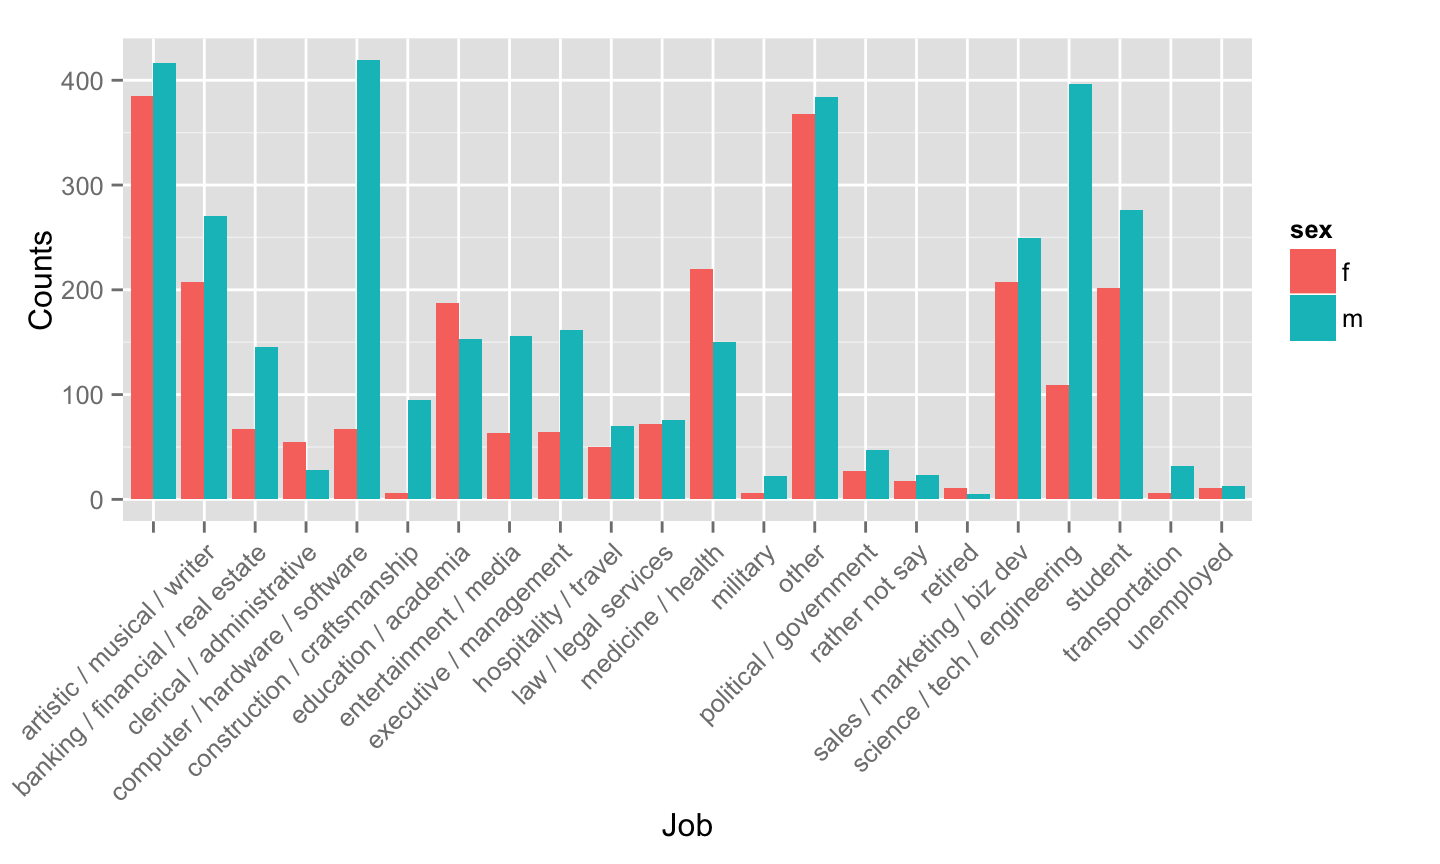 400
300
200
100
0
Counts
artistic / musical / writer
banking / financial / real estate
clerical / administrative
computer / hardware / software
construction / craftsmanship
education / academia
entertainment / media
executive / management
hospitality / travel
law / legal services
medicine / health
military
other
political / government
rather not say
retired
sales / marketing / biz dev
science / tech / engineering
student
transportation
unemployed
Job
sex
f
m